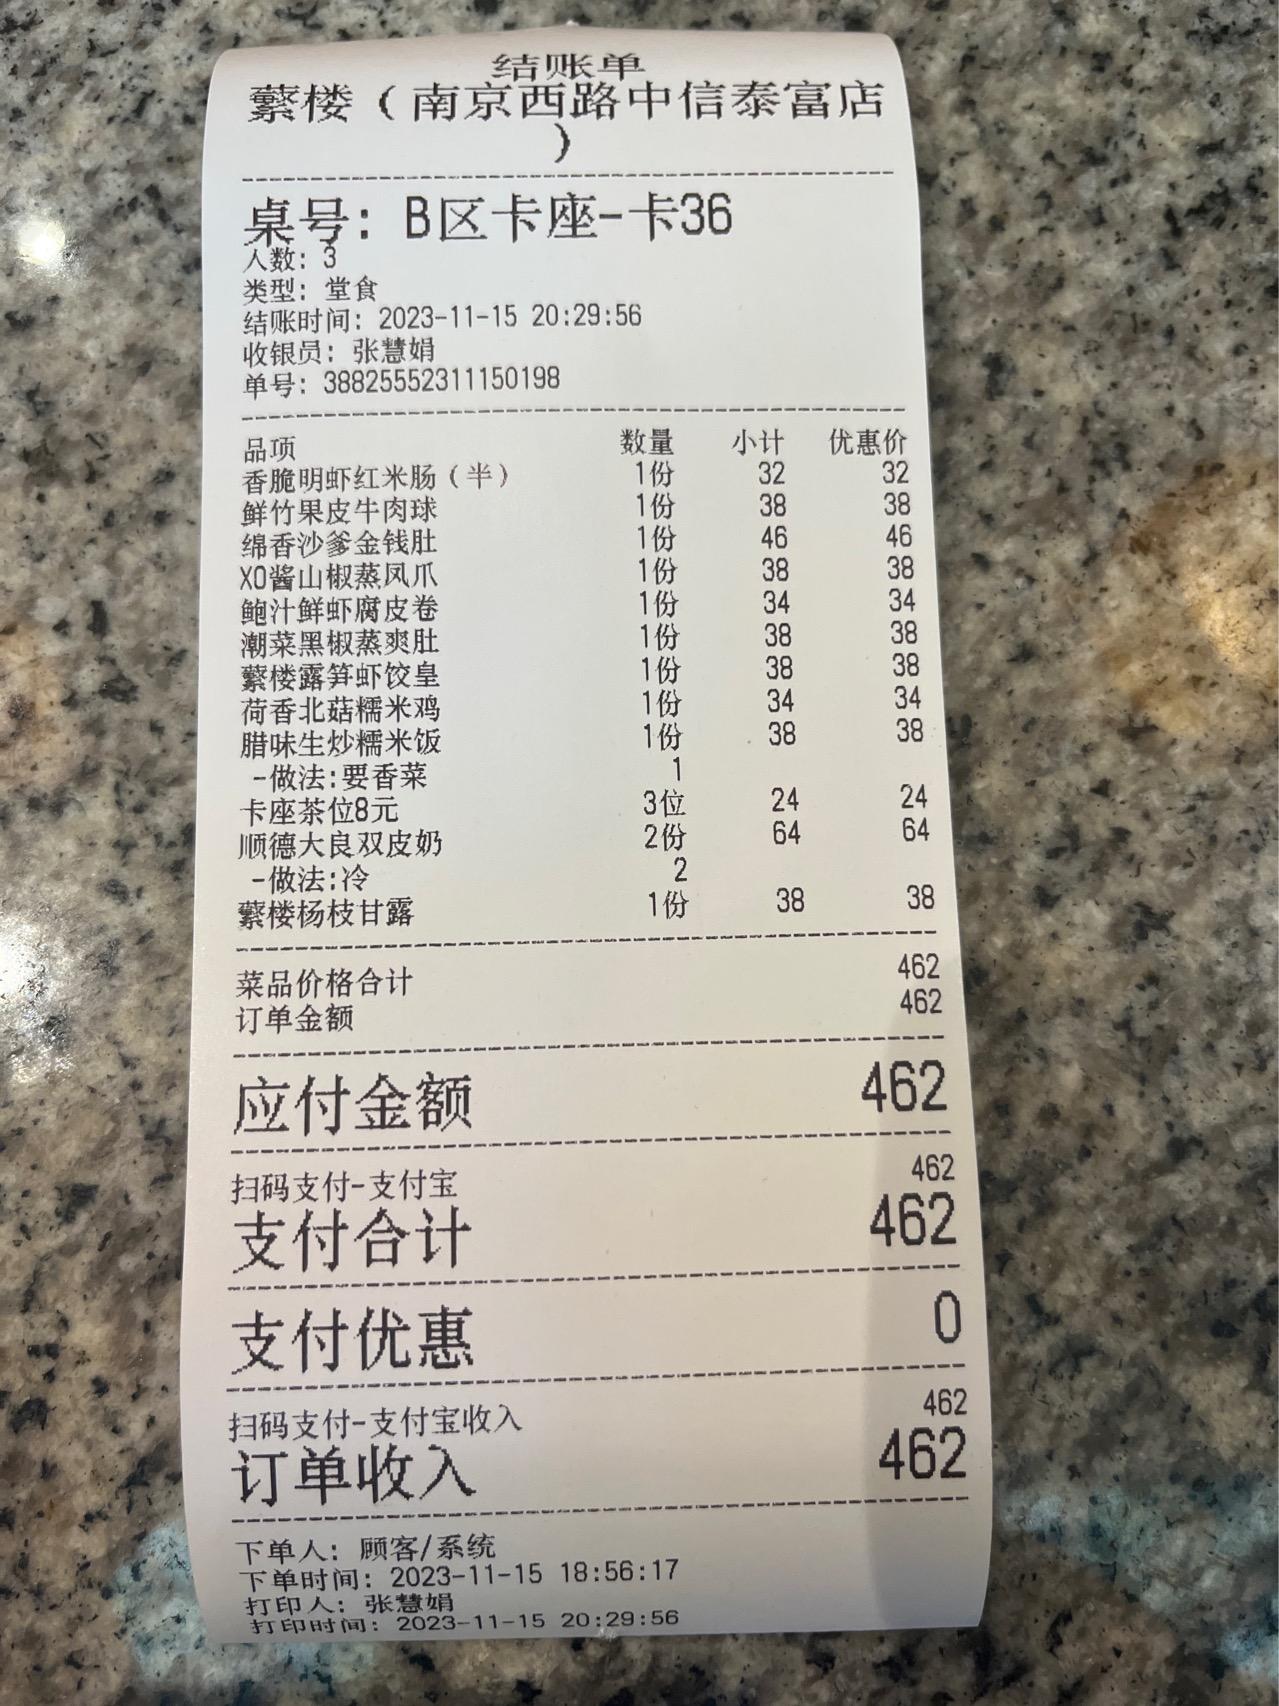 结账单
蘩楼（南京西路中信泰富店
）
桌号: B区卡座-卡36
人数: 3
类型: 堂食
结账时间: 2023-11-15 20:29:56
收银员: 张慧娟
单号: 38825552311150198
品项 数量 小计 优惠价
香脆明虾红米肠（半） 1份 32 32
鲜竹果皮牛肉球 1份 38 38
绵香沙爹金钱肚 1份 46 46
XO酱山椒蒸凤爪 1份 38 38
鲍汁鲜虾腐皮卷 1份 34 34
潮菜黑椒蒸爽肚 1份 38 38
蘩楼露笋虾饺皇 1份 38 38
荷香北菇糯米鸡 1份 34 34
腊味生炒糯米饭 1份 38 38
-做法:要香菜 1
卡座茶位8元 3位 24 24
顺德大良双皮奶 2份 64 64
-做法:冷 2
蘩楼杨枝甘露 1份 38 38
菜品价格合计 462
订单金额 462
应付金额 462
扫码支付-支付宝 462
支付合计 462
支付优惠 0
扫码支付-支付宝收入 462
订单收入 462
下单人: 顾客/系统
下单时间: 2023-11-15 18:56:17
打印人: 张慧娟
打印时间: 2023-11-15 20:29:56